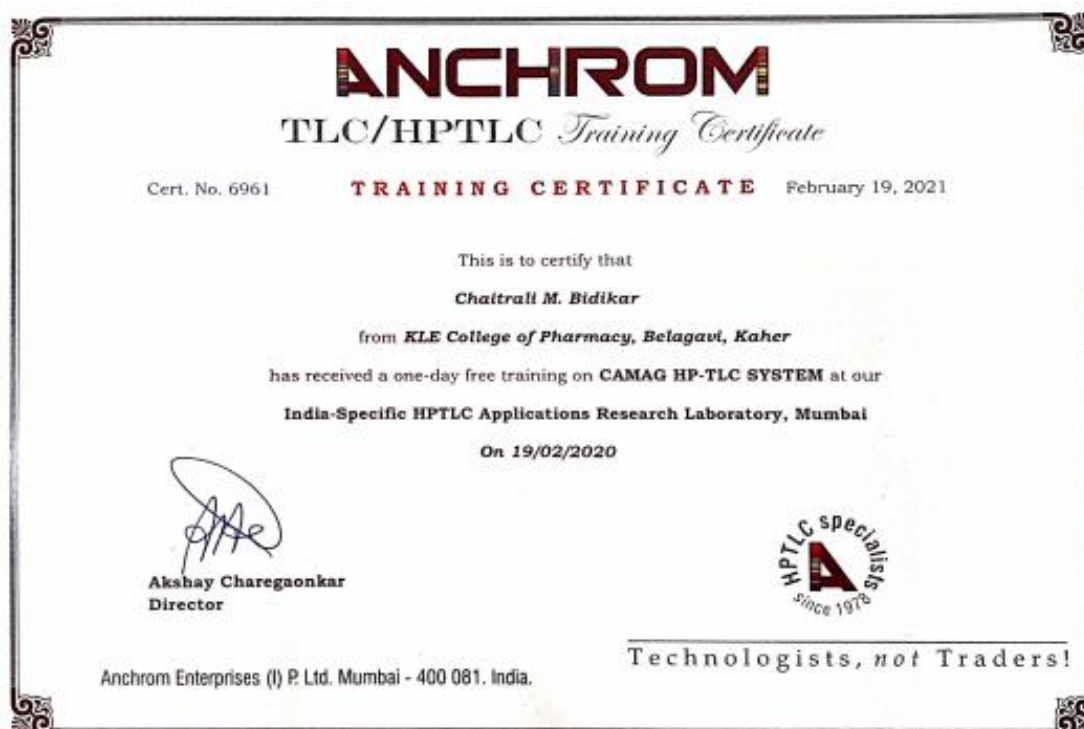 ANCHROM
TLC/HPTLC Training Certificate
Cert. No. 6961 TRAINING CERTIFICATE February 19, 2021
This is to certify that
Chaitrali M. Bidikar
from KLE College of Pharmacy, Belagavi, Kaher
has received a one-day free training on CAMAG HP-TLC SYSTEM at our
India-Specific HPTLC Applications Research Laboratory, Mumbai
On 19/02/2020
Akshay Charegaonkar
Director
HPTLC specialists
A
since 1978
Technologists, not Traders!
Anchrom Enterprises (I) P. Ltd. Mumbai - 400 081. India.